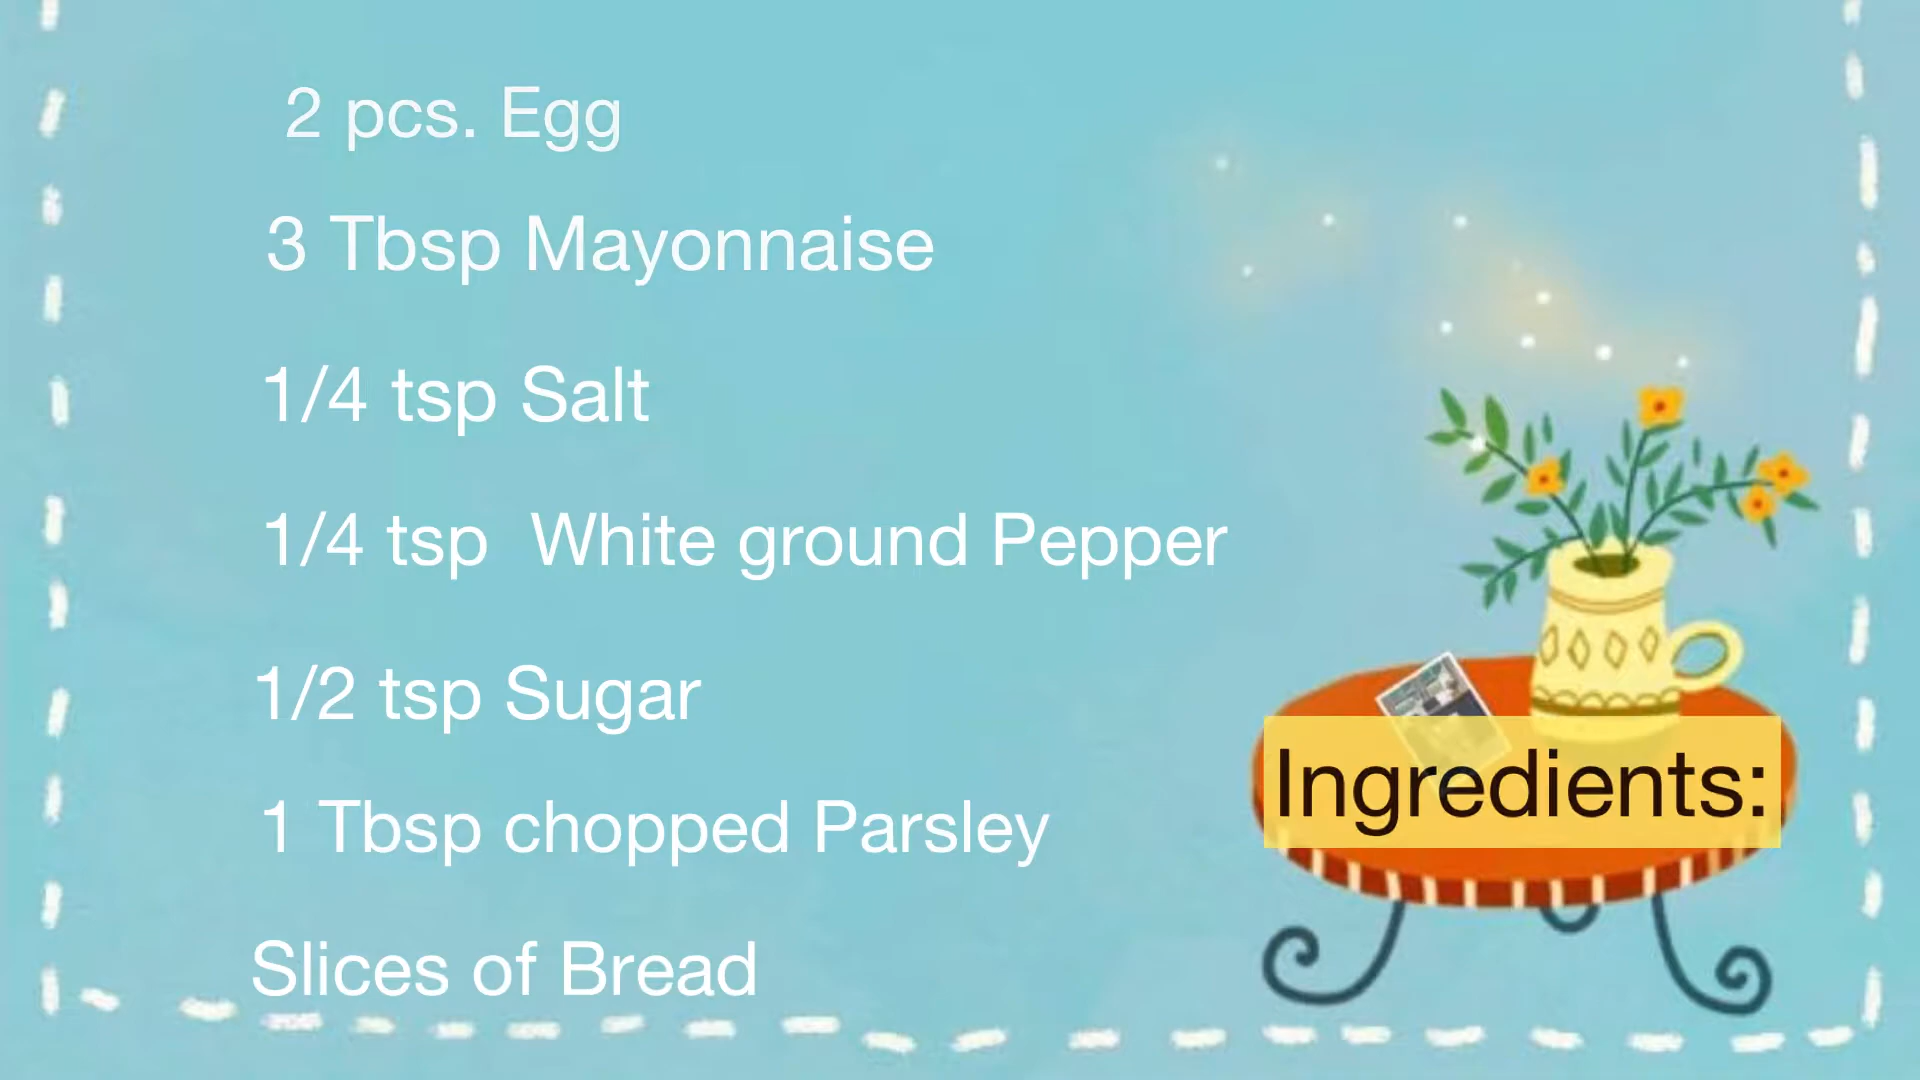 2 pcs. Egg
3 Tbsp Mayonnaise
1/4 tsp Salt
1/4 tsp  White ground Pepper
1/2 tsp Sugar
1 Tbsp chopped Parsley
Slices of Bread
Ingredients: